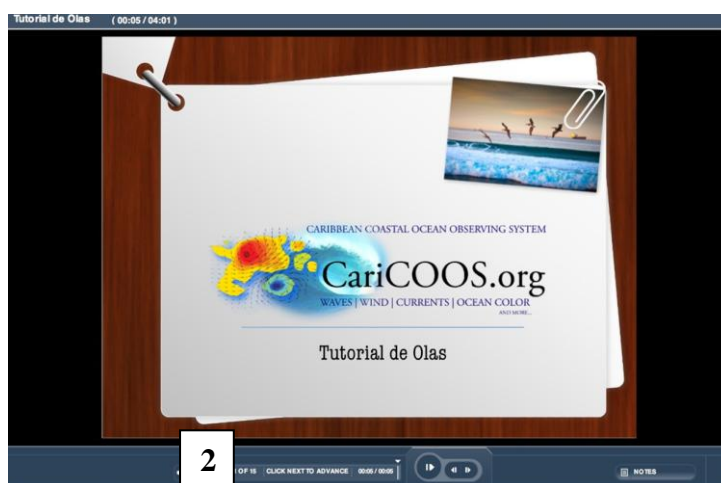 Tutorial de Olas ( 00:05 / 04:01 )
CARIBBEAN COASTAL OCEAN OBSERVING SYSTEM
CariCOOS.org
WAVES | WIND | CURRENTS | OCEAN COLOR
AND MORE...
Tutorial de Olas
2
OF 15 CLICK NEXT TO ADVANCE 00:05 / 00:05
NOTES